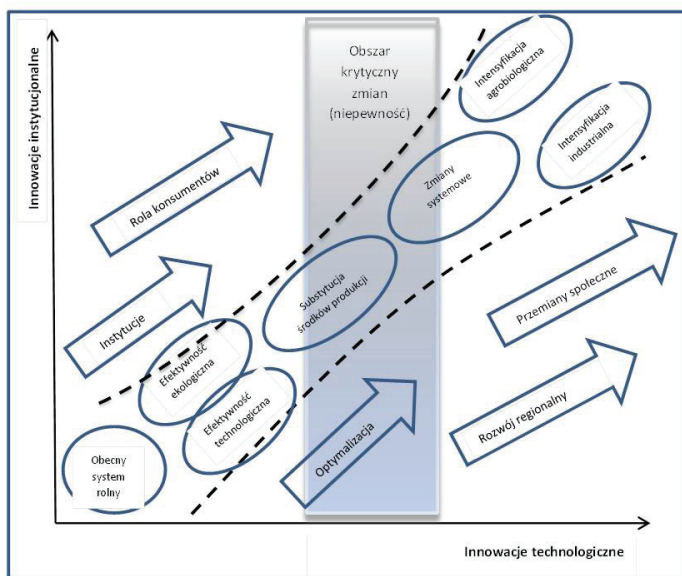 Innowacje instytucjonalne
Obszar
krytyczny
zmian
(niepewność)
Intensyfikacja
agrobiologiczna
Intensyfikacja
industrialna
Rola konsumentów
Zmiany
systemowe
Substytucja
środków produkcji
Instytucje
Przemiany społeczne
Efektywność
ekologiczna
Efektywność
technologiczna
Rozwój regionalny
Optymalizacja
Obecny
system
rolny
Innowacje technologiczne